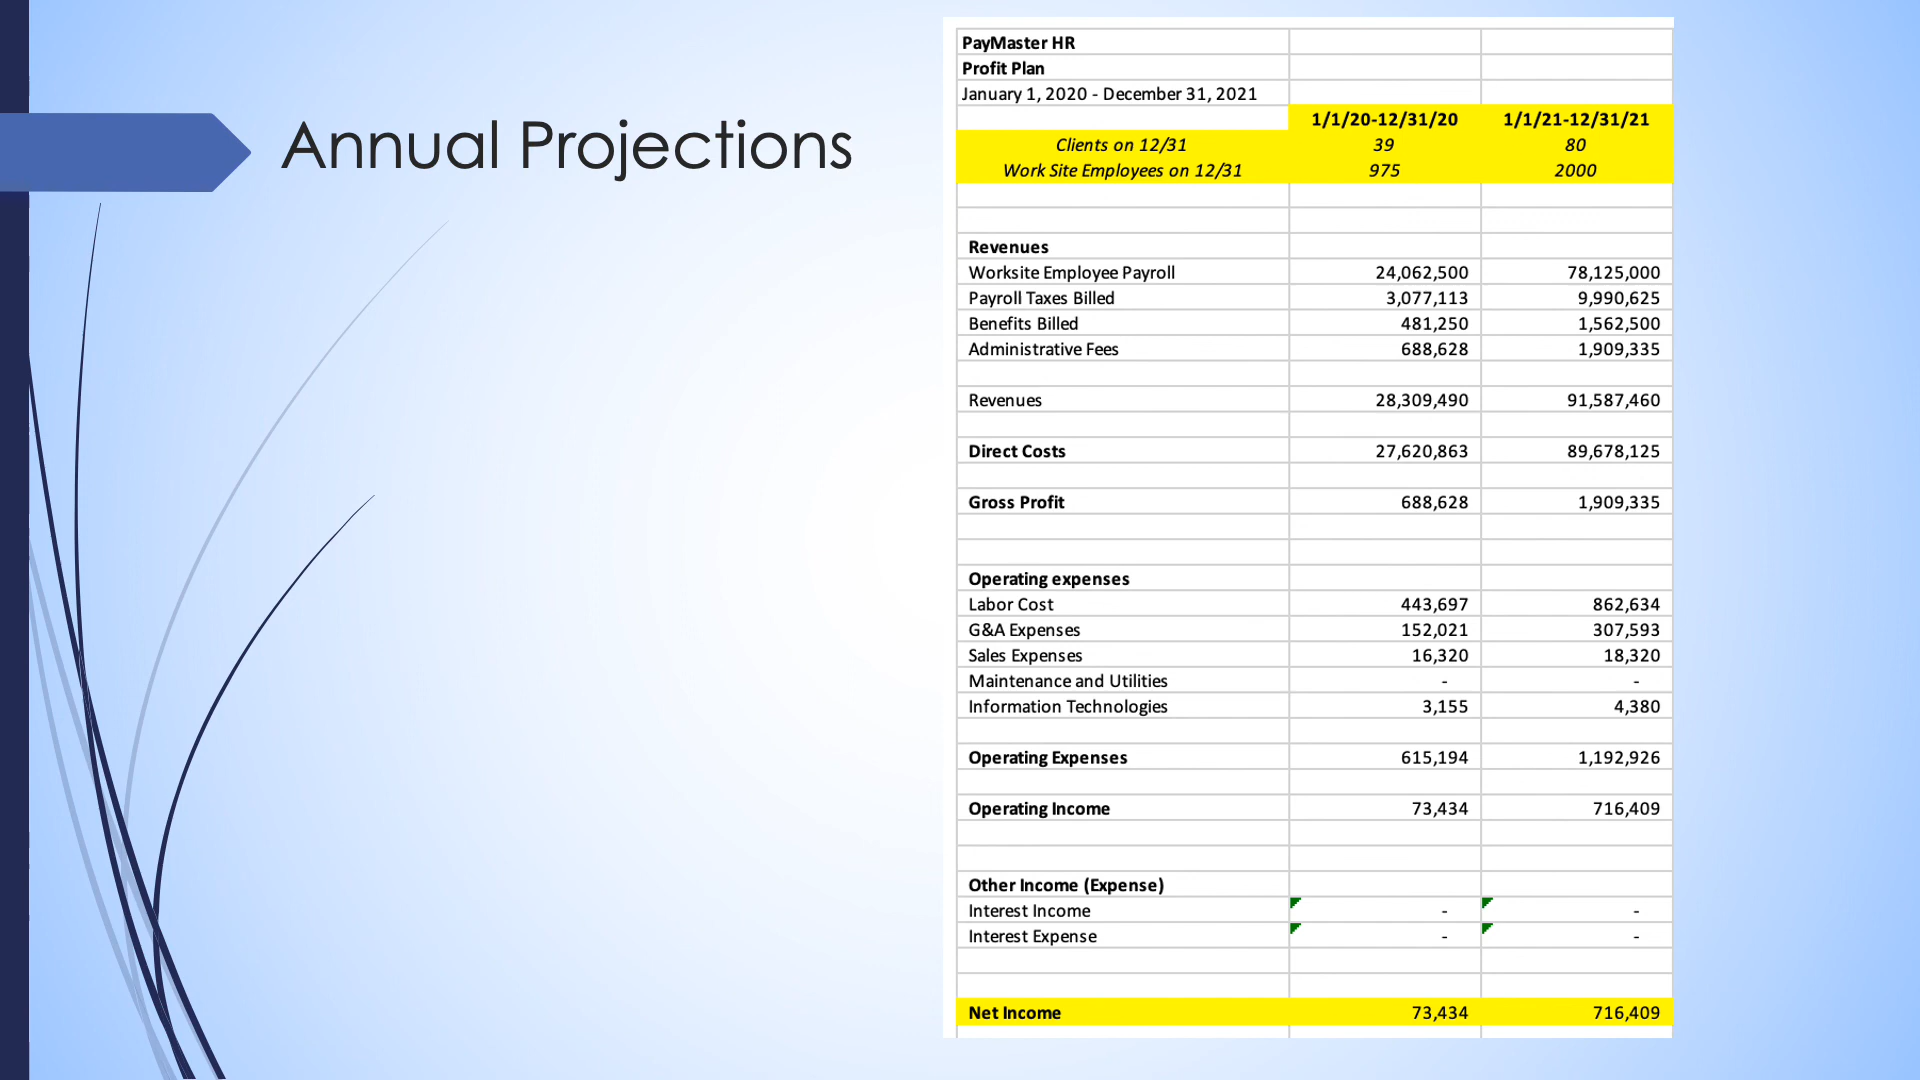 Annual Projections
PayMaster HR
Profit Plan
January 1, 2020 - December 31, 2021
1/1/20-12/31/20 1/1/21-12/31/21
Clients on 12/31 39 80
Work Site Employees on 12/31 975 2000
Revenues
Worksite Employee Payroll 24,062,500 78,125,000
Payroll Taxes Billed 3,077,113 9,990,625
Benefits Billed 481,250 1,562,500
Administrative Fees 688,628 1,909,335
Revenues 28,309,490 91,587,460
Direct Costs 27,620,863 89,678,125
Gross Profit 688,628 1,909,335
Operating expenses
Labor Cost 443,697 862,634
G&A Expenses 152,021 307,593
Sales Expenses 16,320 18,320
Maintenance and Utilities - -
Information Technologies 3,155 4,380
Operating Expenses 615,194 1,192,926
Operating Income 73,434 716,409
Other Income (Expense)
Interest Income - -
Interest Expense - -
Net Income 73,434 716,409